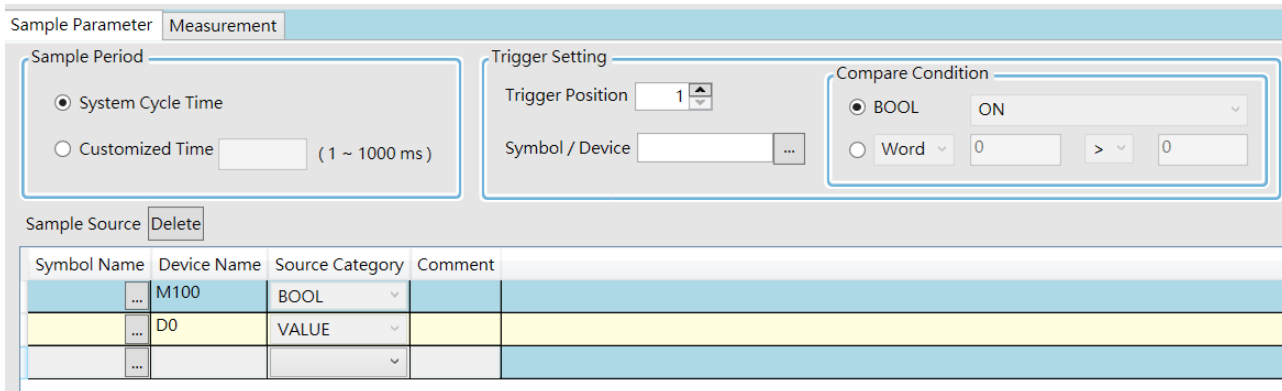 Sample Parameter Measurement
Sample Period
System Cycle Time
Customized Time ( 1 ~ 1000 ms )
Trigger Setting
Trigger Position 1
Symbol / Device ...
Compare Condition
BOOL ON
Word 0 > 0
Sample Source Delete
Symbol Name Device Name Source Category Comment
... M100 BOOL
... D0 VALUE
...